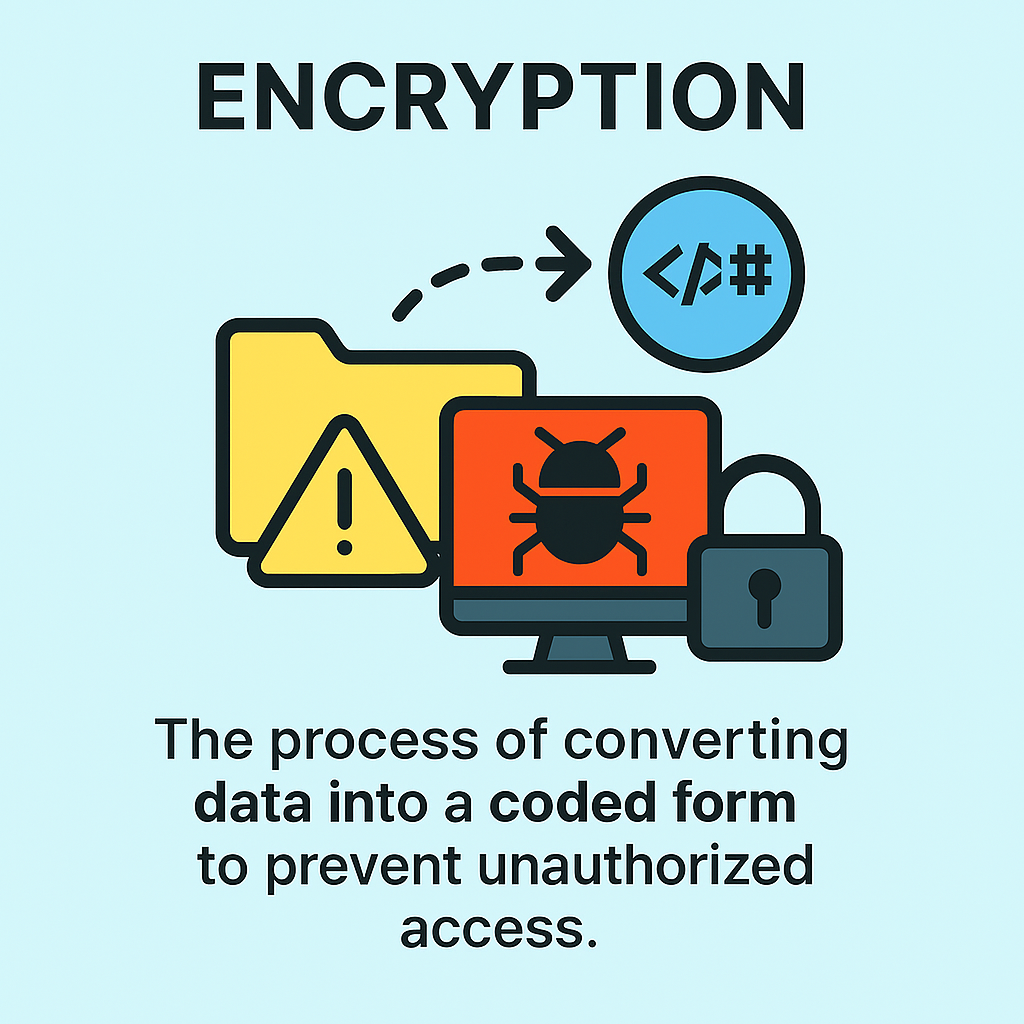 ENCRYPTION
</>#
!
The process of converting
data into a coded form
to prevent unauthorized
access.